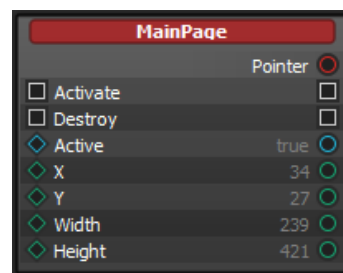 MainPage
Pointer
Activate
Destroy
Active true
X 34
Y 27
Width 239
Height 421